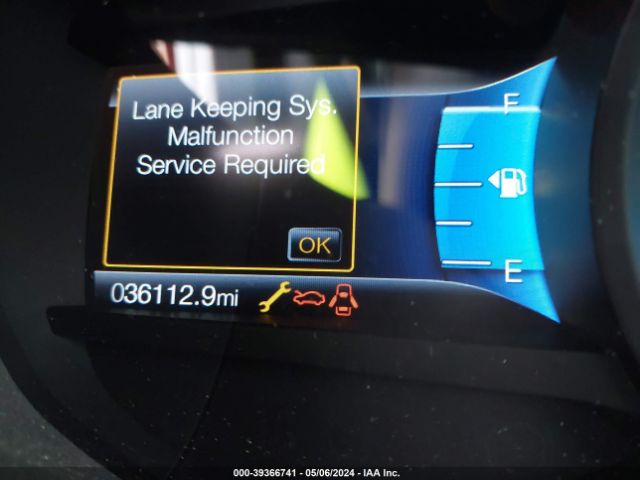 Lane Keeping Sys.
Malfunction
Service Required
OK
F
E
036112.9mi
000-39366741 - 05/06/2024 - IAA Inc.